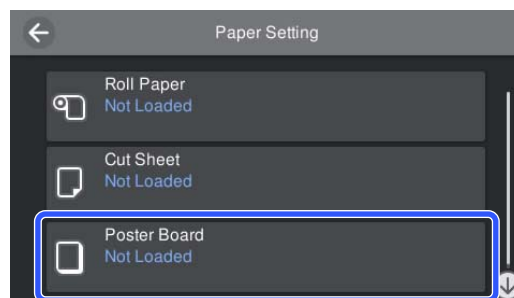 Paper Setting
Roll Paper
Not Loaded
Cut Sheet
Not Loaded
Poster Board
Not Loaded